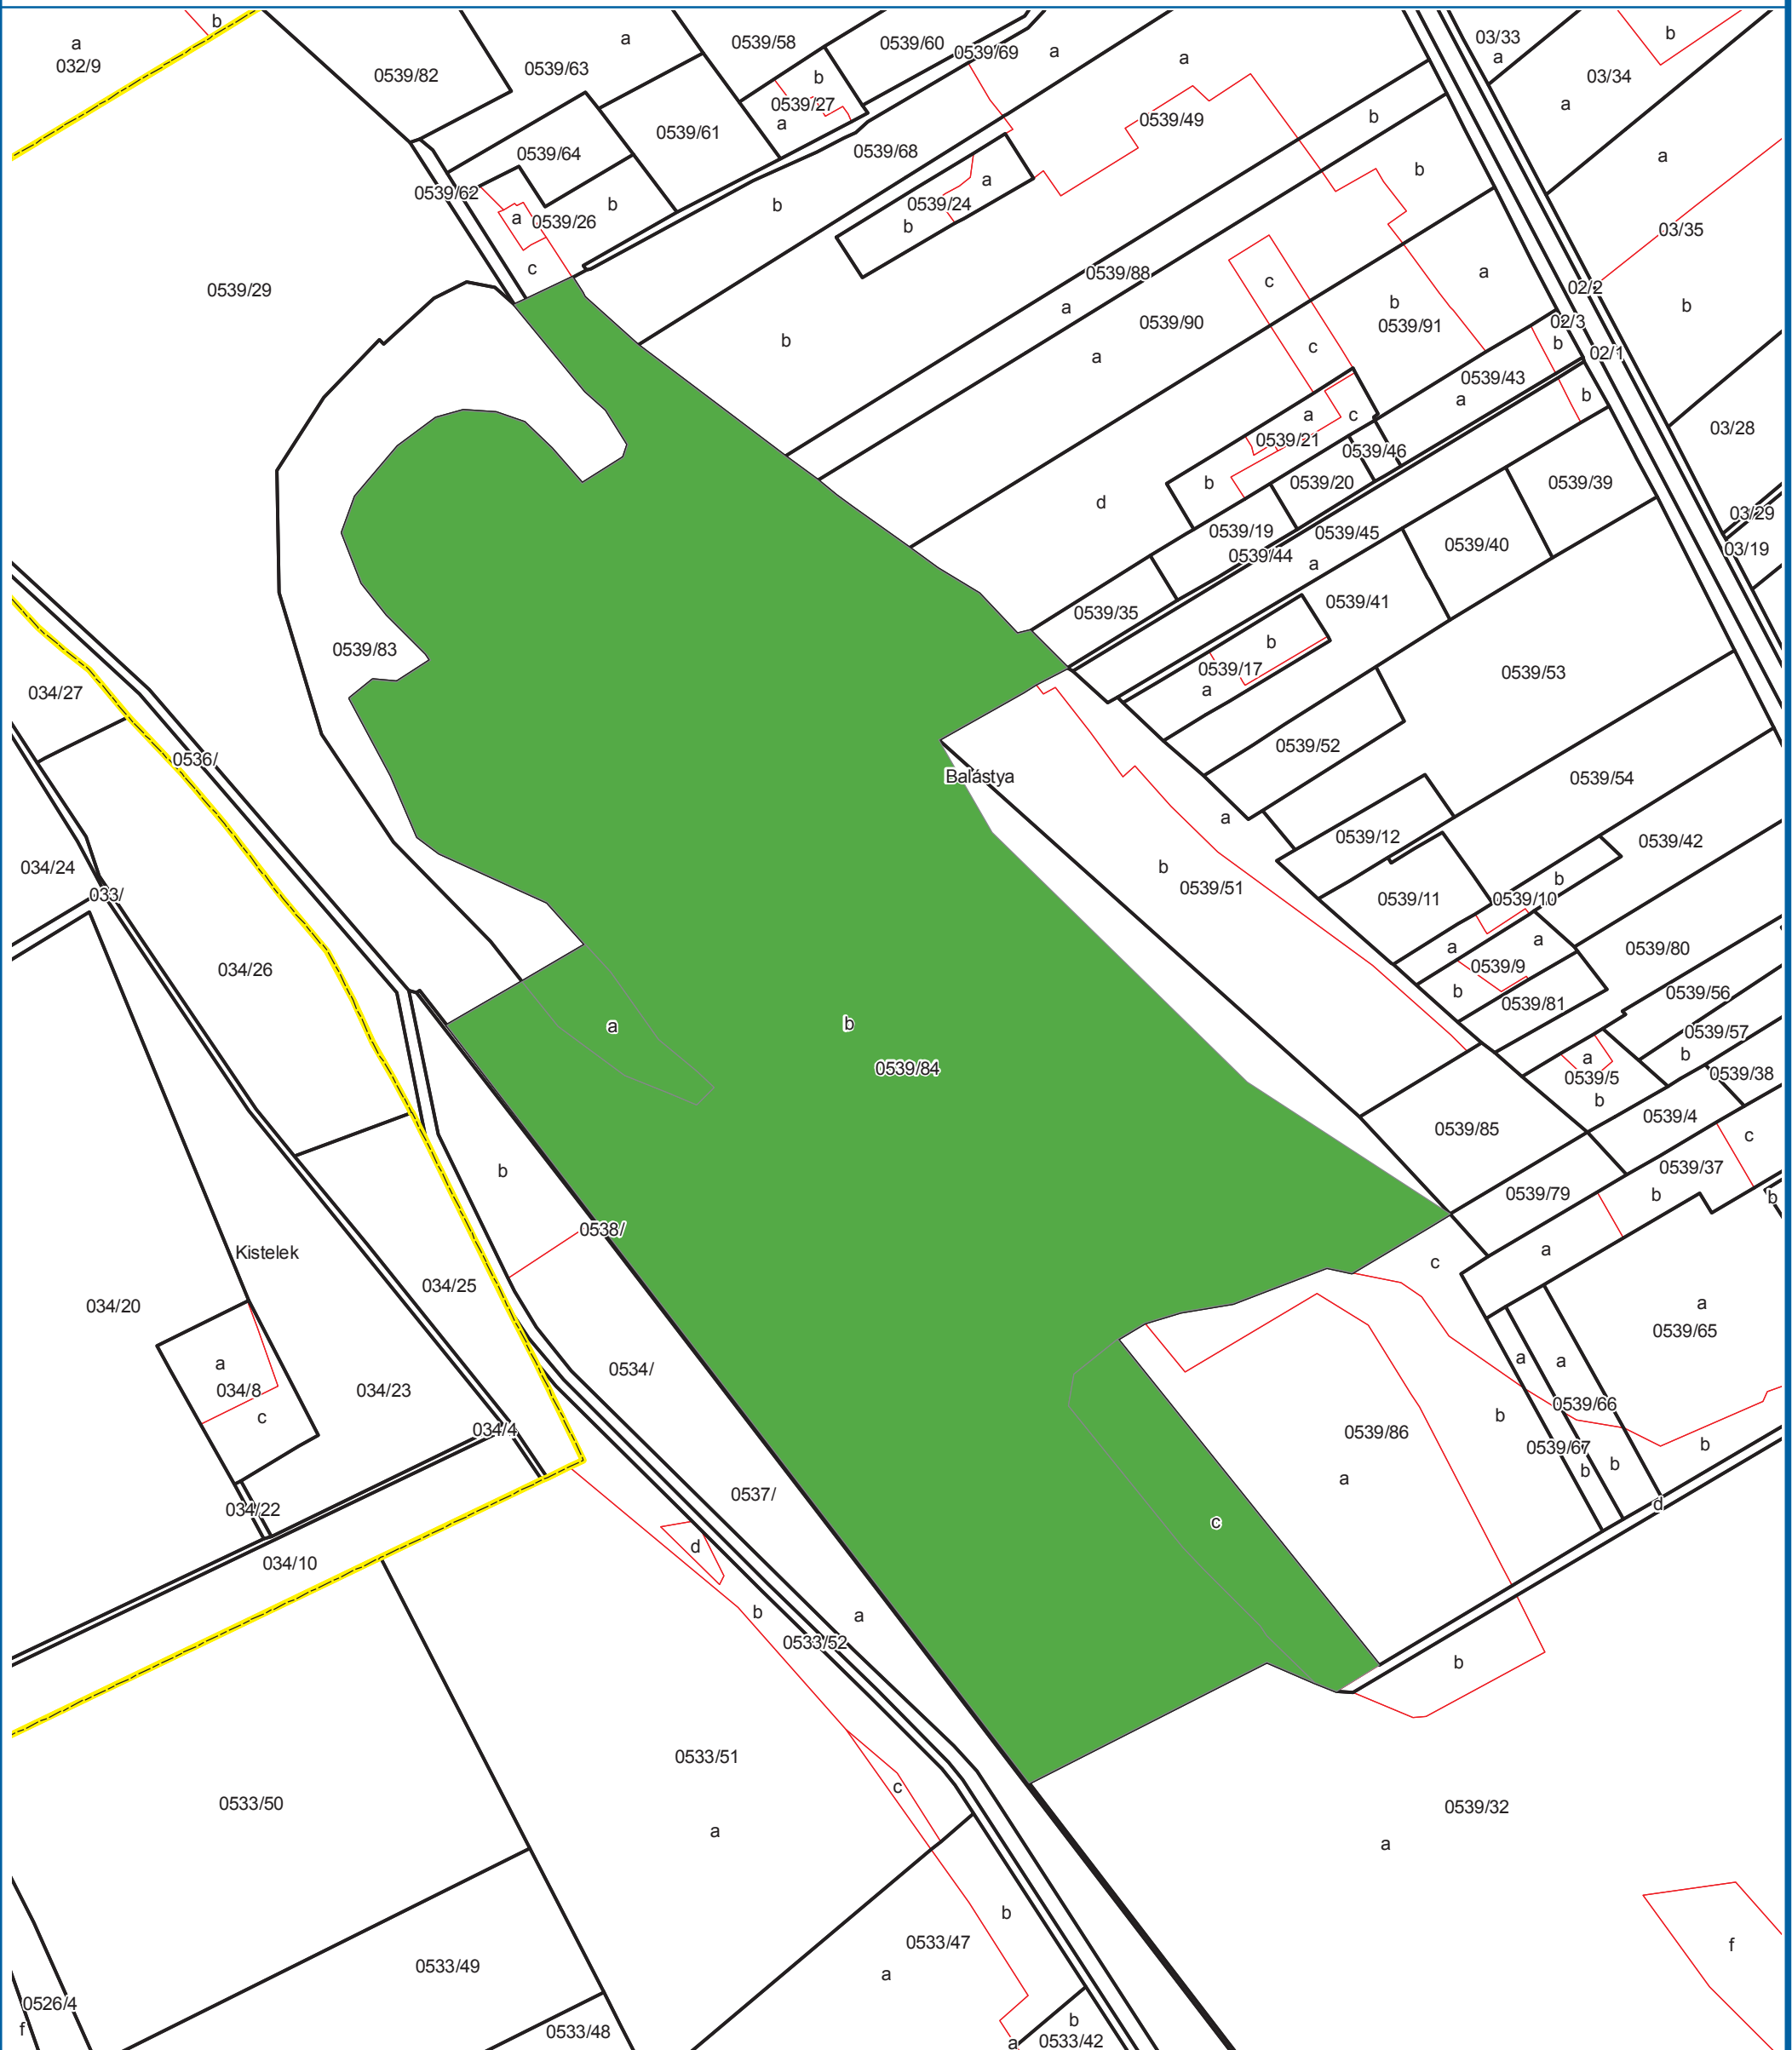 b
a
032/9
0539/82
0539/63
a
0539/58
0539/60
0539/69
a
a
03/33
a
b
03/34
a
b
0539/27
a
0539/61
0539/64
0539/68
0539/49
b
0539/62
a
0539/26
b
b
a
0539/24
b
b
a
c
03/35
0539/29
0539/88
c
a
02/2
b
a
0539/90
b
0539/91
02/3
b
02/1
b
a
c
0539/43
a
b
a
c
0539/21
0539/46
03/28
b
0539/20
0539/39
d
03/29
0539/19
0539/45
0539/44
a
0539/40
03/19
0539/35
0539/41
b
0539/83
0539/17
a
0539/53
034/27
0536/
0539/52
Balástya
0539/54
a
0539/12
0539/42
034/24
b
0539/51
033/
b
0539/11
0539/10
a
a
0539/80
034/26
0539/9
b
0539/56
0539/81
a
b
0539/57
b
a
0539/84
0539/5
0539/38
b
0539/4
0539/85
c
b
0539/37
0539/79
b
b
0538/
Kistelek
a
c
034/25
034/20
a
0539/65
a
034/8
c
034/23
0534/
a
a
0539/66
034/4
0539/86
b
0539/67
b
b
b
a
0537/
d
034/22
c
034/10
d
b
a
0533/52
b
0533/51
c
0533/50
a
0539/32
a
b
0533/47
a
f
0533/49
0526/4
f
0533/48
b
0533/42
a